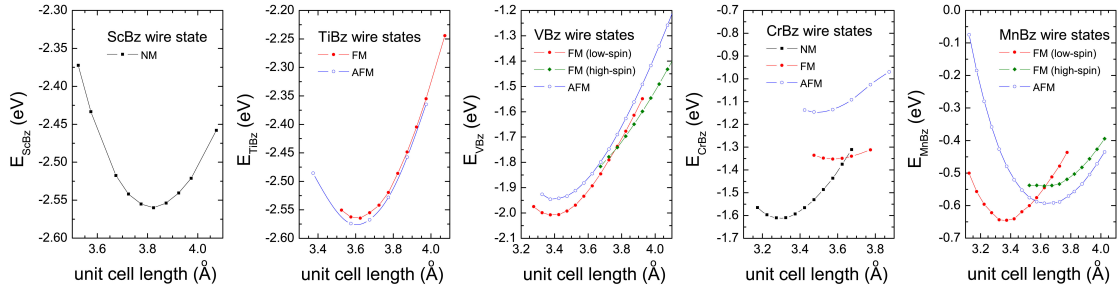 E_ScBz (eV)
-2.30
-2.35
-2.40
-2.45
-2.50
-2.55
-2.60
ScBz wire state
NM
3.6
3.8
4.0
unit cell length (Å)
E_TiBz (eV)
-2.20
-2.25
-2.30
-2.35
-2.40
-2.45
-2.50
-2.55
-2.60
TiBz wire states
FM
AFM
3.4
3.6
3.8
4.0
unit cell length (Å)
E_VBz (eV)
-1.2
-1.3
-1.4
-1.5
-1.6
-1.7
-1.8
-1.9
-2.0
-2.1
VBz wire states
FM (low-spin)
FM (high-spin)
AFM
3.2
3.4
3.6
3.8
4.0
unit cell length (Å)
E_CrBz (eV)
-0.7
-0.8
-0.9
-1.0
-1.1
-1.2
-1.3
-1.4
-1.5
-1.6
-1.7
CrBz wire states
NM
FM
AFM
3.2
3.4
3.6
3.8
unit cell length (Å)
E_MnBz (eV)
0.0
-0.1
-0.2
-0.3
-0.4
-0.5
-0.6
-0.7
MnBz wire states
FM (low-spin)
FM (high-spin)
AFM
3.2
3.4
3.6
3.8
4.0
unit cell length (Å)